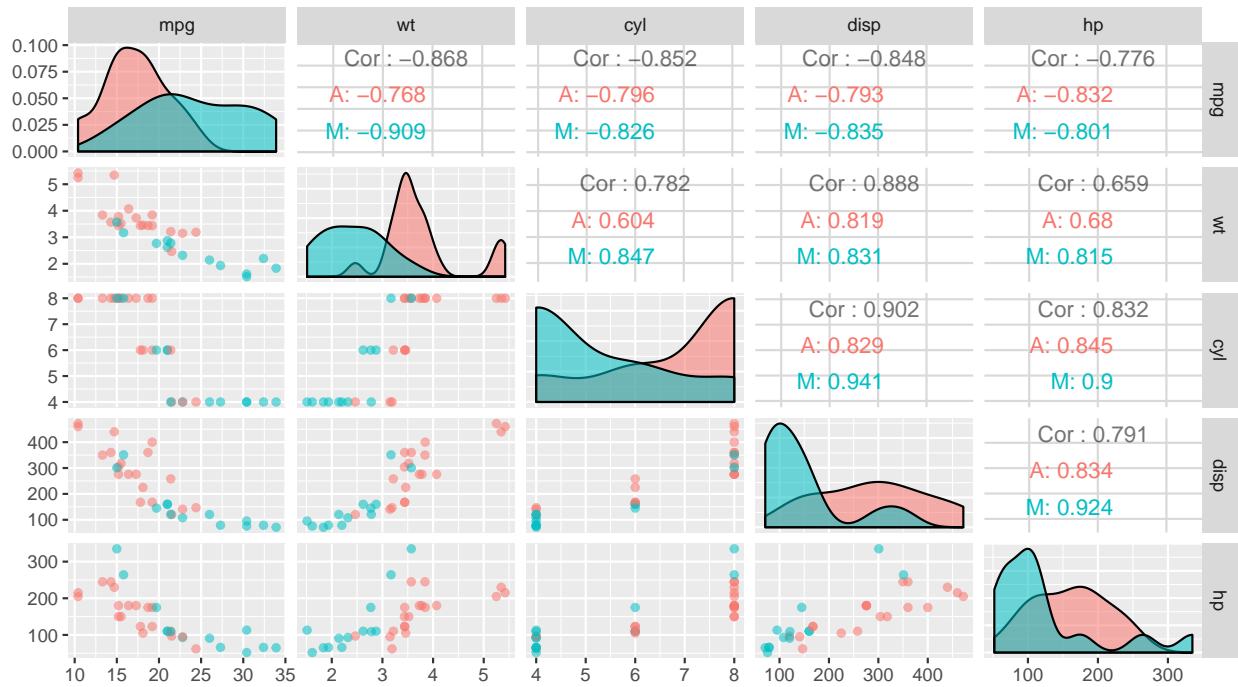 mpg wt cyl disp hp
0.100
0.075
0.050
0.025
0.000
Cor : −0.868
A: −0.768
M: −0.909
Cor : −0.852
A: −0.796
M: −0.826
Cor : −0.848
A: −0.793
M: −0.835
Cor : −0.776
A: −0.832
M: −0.801
mpg
5
4
3
2
Cor : 0.782
A: 0.604
M: 0.847
Cor : 0.888
A: 0.819
M: 0.831
Cor : 0.659
A: 0.68
M: 0.815
wt
8
7
6
5
4
Cor : 0.902
A: 0.829
M: 0.941
Cor : 0.832
A: 0.845
M: 0.9
cyl
400
300
200
100
Cor : 0.791
A: 0.834
M: 0.924
disp
300
200
100
hp
10 15 20 25 30 35 2 3 4 5 4 5 6 7 8 100 200 300 400 100 200 300